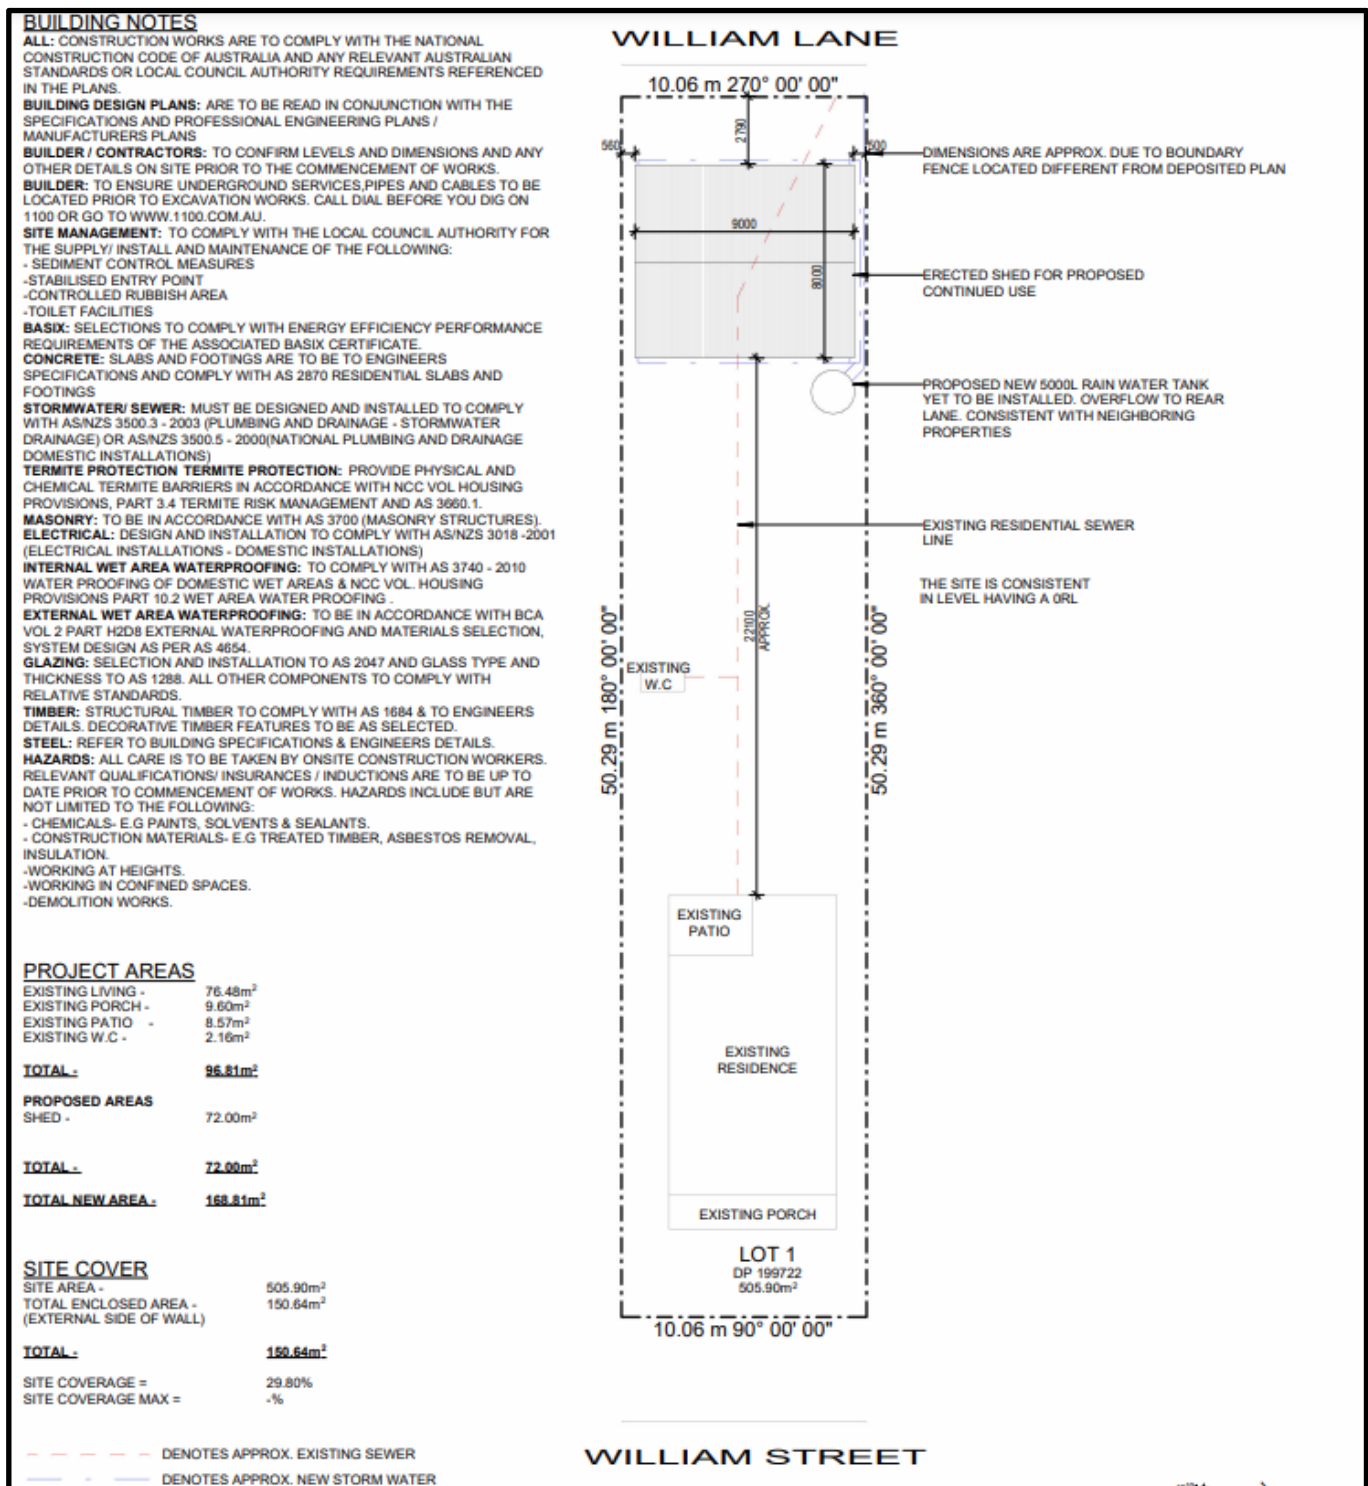 BUILDING NOTES
ALL: CONSTRUCTION WORKS ARE TO COMPLY WITH THE NATIONAL
CONSTRUCTION CODE OF AUSTRALIA AND ANY RELEVANT AUSTRALIAN
STANDARDS OR LOCAL COUNCIL AUTHORITY REQUIREMENTS REFERENCED
IN THE PLANS.
BUILDING DESIGN PLANS: ARE TO BE READ IN CONJUNCTION WITH THE
SPECIFICATIONS AND PROFESSIONAL ENGINEERING PLANS /
MANUFACTURERS PLANS
BUILDER / CONTRACTORS: TO CONFIRM LEVELS AND DIMENSIONS AND ANY
OTHER DETAILS ON SITE PRIOR TO THE COMMENCEMENT OF WORKS.
BUILDER: TO ENSURE UNDERGROUND SERVICES,PIPES AND CABLES TO BE
LOCATED PRIOR TO EXCAVATION WORKS. CALL DIAL BEFORE YOU DIG ON
1100 OR GO TO WWW.1100.COM.AU.
SITE MANAGEMENT: TO COMPLY WITH THE LOCAL COUNCIL AUTHORITY FOR
THE SUPPLY/ INSTALL AND MAINTENANCE OF THE FOLLOWING:
- SEDIMENT CONTROL MEASURES
-STABILISED ENTRY POINT
-CONTROLLED RUBBISH AREA
-TOILET FACILITIES
BASIX: SELECTIONS TO COMPLY WITH ENERGY EFFICIENCY PERFORMANCE
REQUIREMENTS OF THE ASSOCIATED BASIX CERTIFICATE.
CONCRETE: SLABS AND FOOTINGS ARE TO BE TO ENGINEERS
SPECIFICATIONS AND COMPLY WITH AS 2870 RESIDENTIAL SLABS AND
FOOTINGS
STORMWATER/ SEWER: MUST BE DESIGNED AND INSTALLED TO COMPLY
WITH AS/NZS 3500.3 - 2003 (PLUMBING AND DRAINAGE - STORMWATER
DRAINAGE) OR AS/NZS 3500.5 - 2000(NATIONAL PLUMBING AND DRAINAGE
DOMESTIC INSTALLATIONS)
TERMITE PROTECTION TERMITE PROTECTION: PROVIDE PHYSICAL AND
CHEMICAL TERMITE BARRIERS IN ACCORDANCE WITH NCC VOL HOUSING
PROVISIONS, PART 3.4 TERMITE RISK MANAGEMENT AND AS 3660.1.
MASONRY: TO BE IN ACCORDANCE WITH AS 3700 (MASONRY STRUCTURES).
ELECTRICAL: DESIGN AND INSTALLATION TO COMPLY WITH AS/NZS 3018 -2001
(ELECTRICAL INSTALLATIONS - DOMESTIC INSTALLATIONS)
INTERNAL WET AREA WATERPROOFING: TO COMPLY WITH AS 3740 - 2010
WATER PROOFING OF DOMESTIC WET AREAS & NCC VOL. HOUSING
PROVISIONS PART 10.2 WET AREA WATER PROOFING .
EXTERNAL WET AREA WATERPROOFING: TO BE IN ACCORDANCE WITH BCA
VOL 2 PART H2D8 EXTERNAL WATERPROOFING AND MATERIALS SELECTION,
SYSTEM DESIGN AS PER AS 4654.
GLAZING: SELECTION AND INSTALLATION TO AS 2047 AND GLASS TYPE AND
THICKNESS TO AS 1288. ALL OTHER COMPONENTS TO COMPLY WITH
RELATIVE STANDARDS.
TIMBER: STRUCTURAL TIMBER TO COMPLY WITH AS 1684 & TO ENGINEERS
DETAILS. DECORATIVE TIMBER FEATURES TO BE AS SELECTED.
STEEL: REFER TO BUILDING SPECIFICATIONS & ENGINEERS DETAILS.
HAZARDS: ALL CARE IS TO BE TAKEN BY ONSITE CONSTRUCTION WORKERS.
RELEVANT QUALIFICATIONS/ INSURANCES / INDUCTIONS ARE TO BE UP TO
DATE PRIOR TO COMMENCEMENT OF WORKS. HAZARDS INCLUDE BUT ARE
NOT LIMITED TO THE FOLLOWING:
- CHEMICALS- E.G PAINTS, SOLVENTS & SEALANTS.
- CONSTRUCTION MATERIALS- E.G TREATED TIMBER, ASBESTOS REMOVAL,
INSULATION.
-WORKING AT HEIGHTS.
-WORKING IN CONFINED SPACES.
-DEMOLITION WORKS.
PROJECT AREAS
EXISTING LIVING - 76.48m²
EXISTING PORCH - 9.60m²
EXISTING PATIO - 8.57m²
EXISTING W.C - 2.16m²
TOTAL - 96.81m²
PROPOSED AREAS
SHED - 72.00m²
TOTAL - 72.00m²
TOTAL NEW AREA - 168.81m²
SITE COVER
SITE AREA - 505.90m²
TOTAL ENCLOSED AREA - 150.64m²
(EXTERNAL SIDE OF WALL)
TOTAL - 150.64m²
SITE COVERAGE = 29.80%
SITE COVERAGE MAX = -%
DENOTES APPROX. EXISTING SEWER
DENOTES APPROX. NEW STORM WATER
WILLIAM LANE
10.06 m 270° 00' 00"
2790
560
500
9000
8000
DIMENSIONS ARE APPROX. DUE TO BOUNDARY
FENCE LOCATED DIFFERENT FROM DEPOSITED PLAN
ERECTED SHED FOR PROPOSED
CONTINUED USE
PROPOSED NEW 5000L RAIN WATER TANK
YET TO BE INSTALLED. OVERFLOW TO REAR
LANE. CONSISTENT WITH NEIGHBORING
PROPERTIES
EXISTING RESIDENTIAL SEWER
LINE
THE SITE IS CONSISTENT
IN LEVEL HAVING A 0RL
50.29 m 180° 00' 00"
EXISTING
W.C
22100
APPROX.
50.29 m 360° 00' 00"
EXISTING
PATIO
EXISTING
RESIDENCE
EXISTING PORCH
LOT 1
DP 199722
505.90m²
10.06 m 90° 00' 00"
WILLIAM STREET